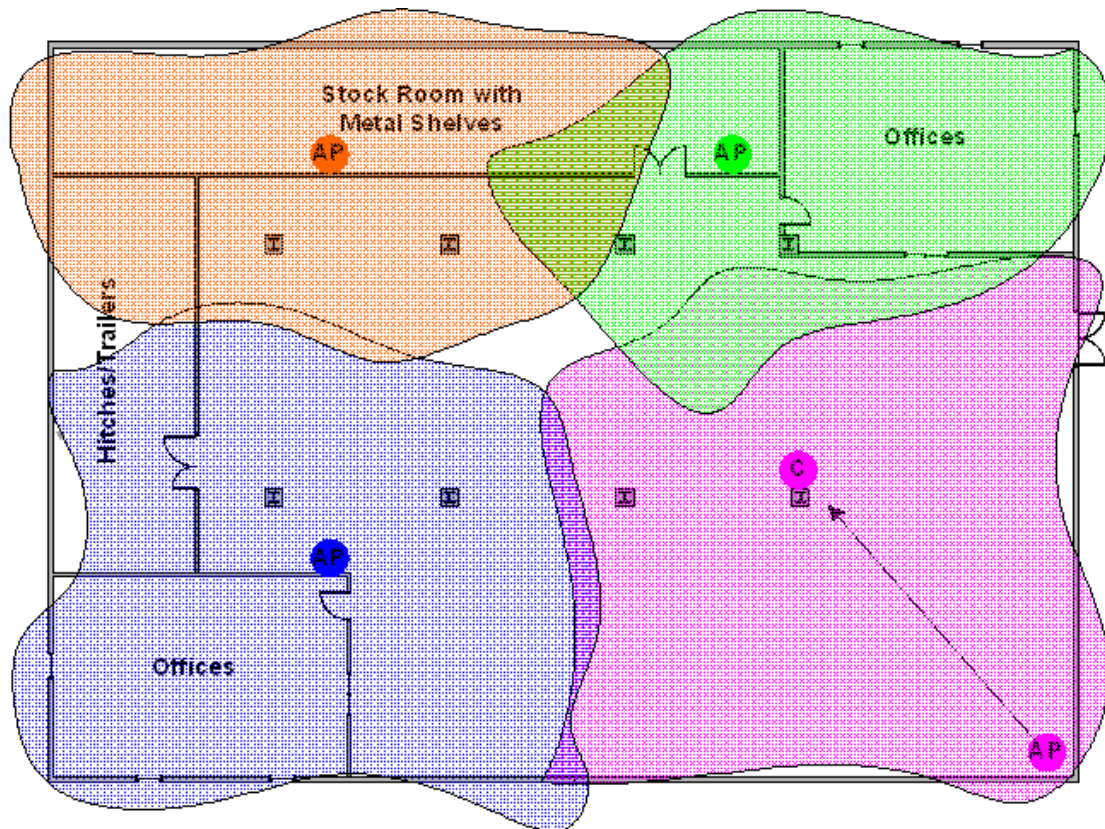 Stock Room with
Metal Shelves
AP
AP
Offices
I
I
I
I
Hitches/Trailers
C
I
I
I
I
AP
Offices
AP